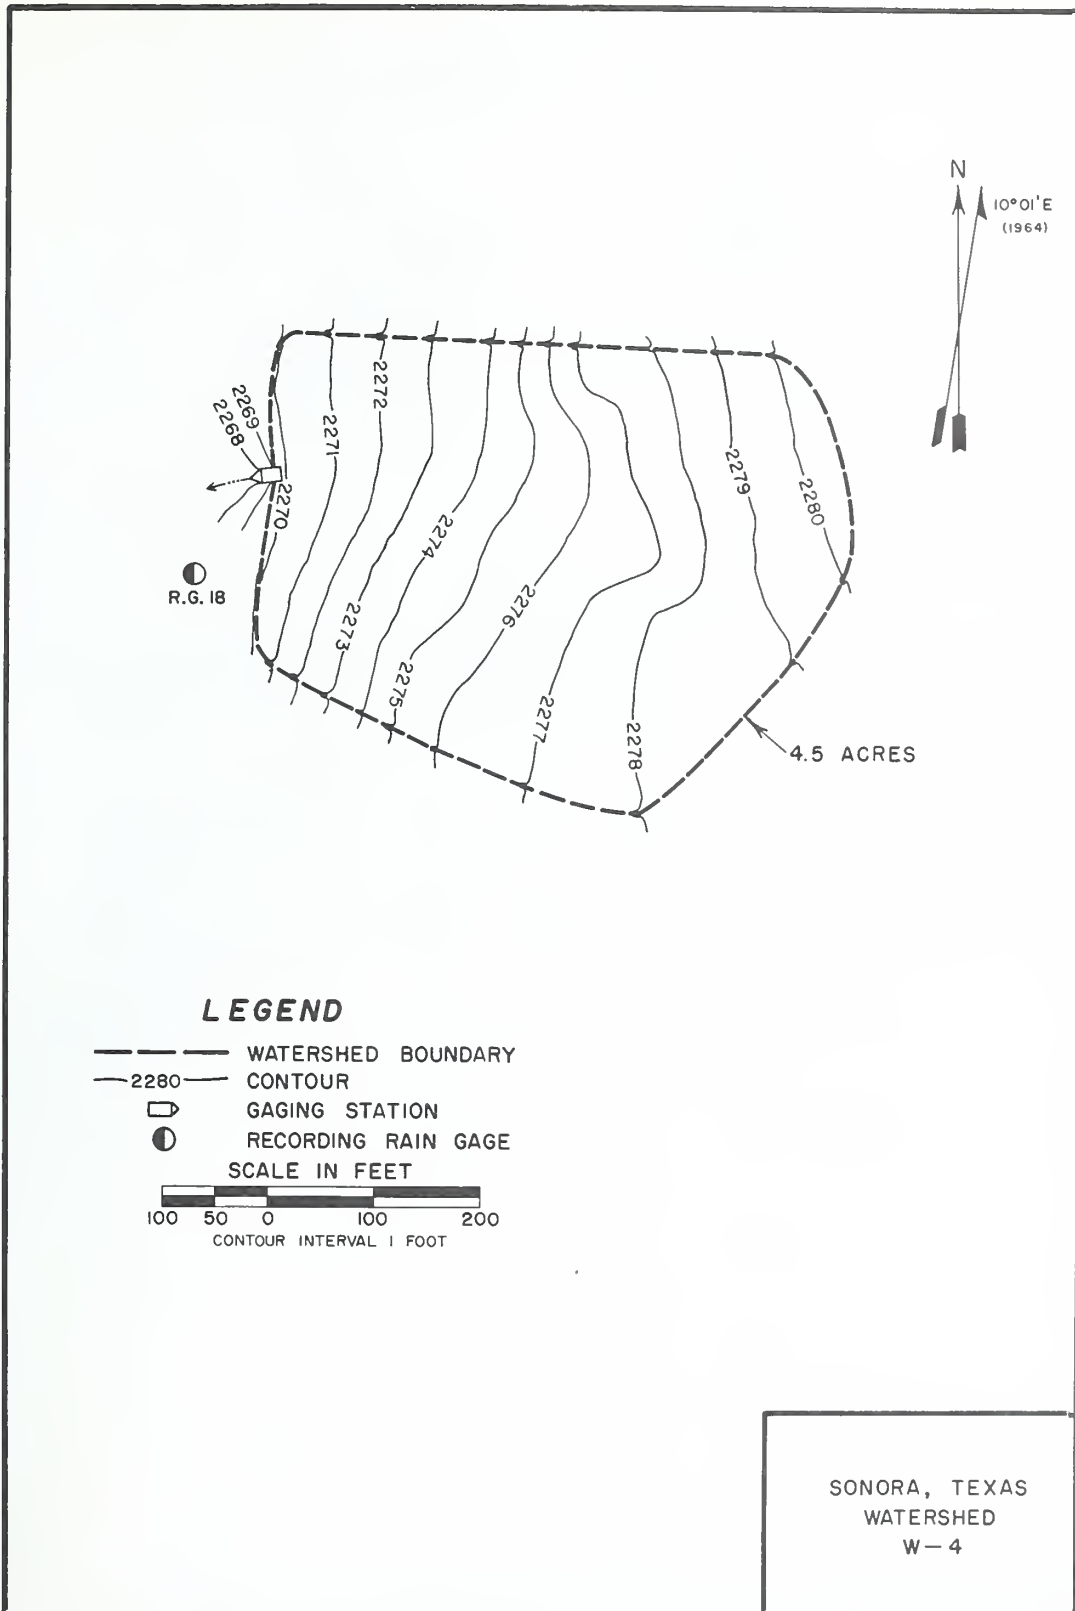 N
10°01'E
(1964)
2272
2269
2268
2271
2279
2280
2270
2274
R.G. 18
2276
2273
2275
2277
2278
4.5 ACRES
LEGEND
WATERSHED BOUNDARY
2280 CONTOUR
GAGING STATION
RECORDING RAIN GAGE
SCALE IN FEET
100 50 0 100 200
CONTOUR INTERVAL 1 FOOT
SONORA, TEXAS
WATERSHED
W-4